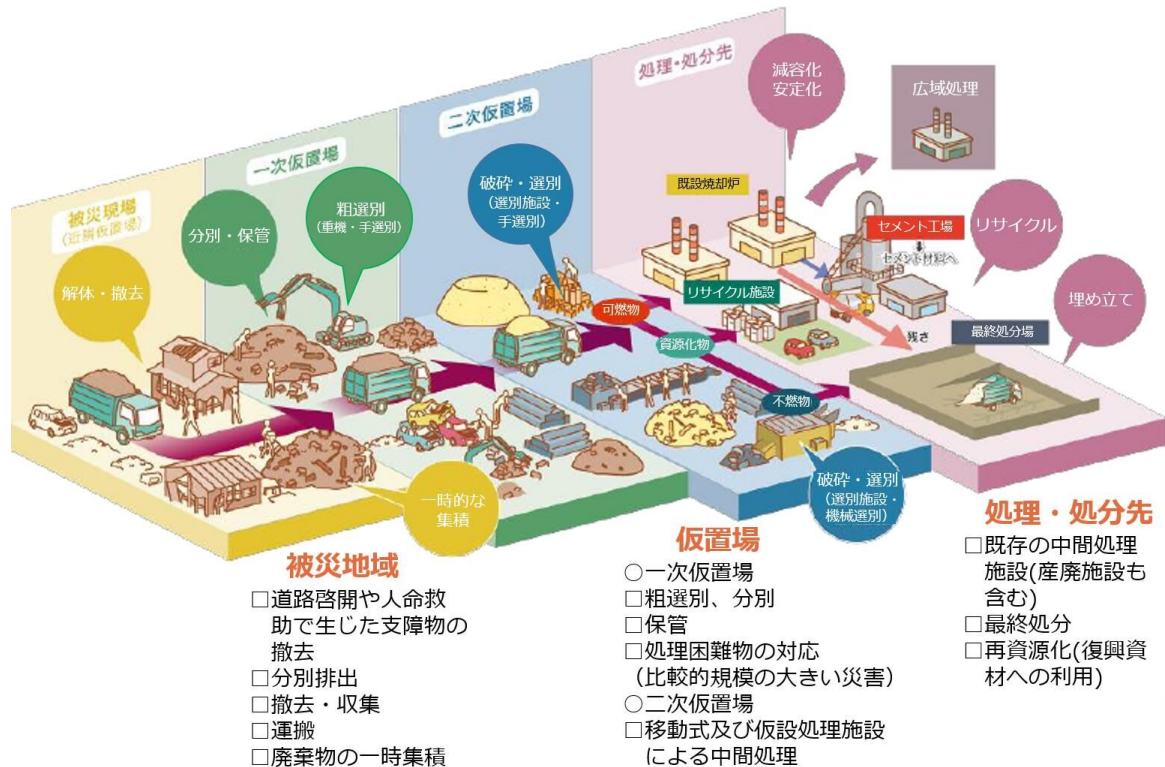 被災現場
(近隣仮置場)
解体・撤去
一時的な
集積
一次仮置場
分別・保管
粗選別
(重機・手選別)
二次仮置場
破砕・選別
(選別施設・
手選別)
可燃物
資源化物
不燃物
破砕・選別
(選別施設・
機械選別)
処理・処分先
減容化
安定化
広域処理
既設焼却炉
セメント工場
セメント材料へ
リサイクル
リサイクル施設
残さ
最終処分場
埋め立て
被災地域
□道路啓開や人命救
助で生じた支障物の
撤去
□分別排出
□撤去・収集
□運搬
□廃棄物の一時集積
仮置場
○一次仮置場
□粗選別、分別
□保管
□処理困難物の対応
(比較的規模の大きい災害)
○二次仮置場
□移動式及び仮設処理施設
による中間処理
処理・処分先
□既存の中間処理
施設(産廃施設も
含む)
□最終処分
□再資源化(復興資
材への利用)